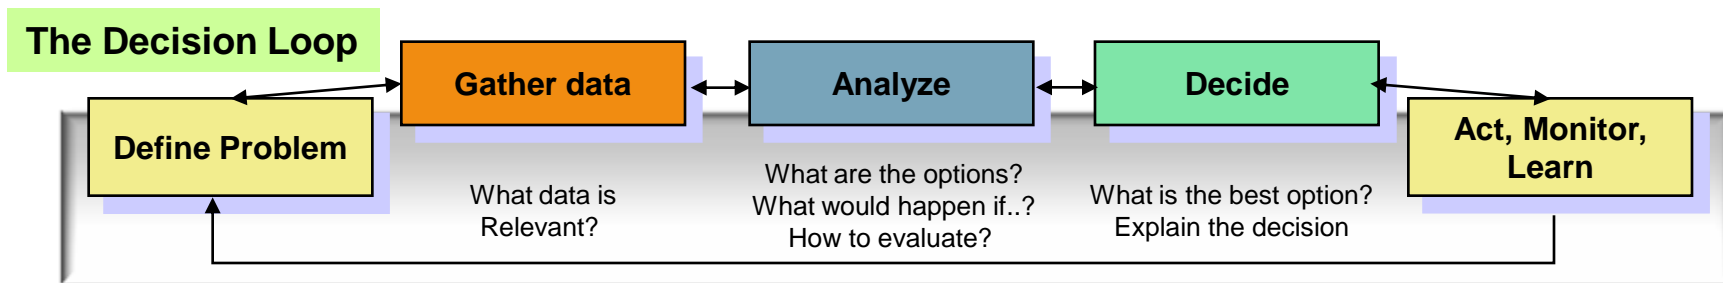 The Decision Loop
Gather data
Analyze
Decide
Define Problem
Act, Monitor,
Learn
What data is
Relevant?
What are the options?
What would happen if..?
How to evaluate?
What is the best option?
Explain the decision